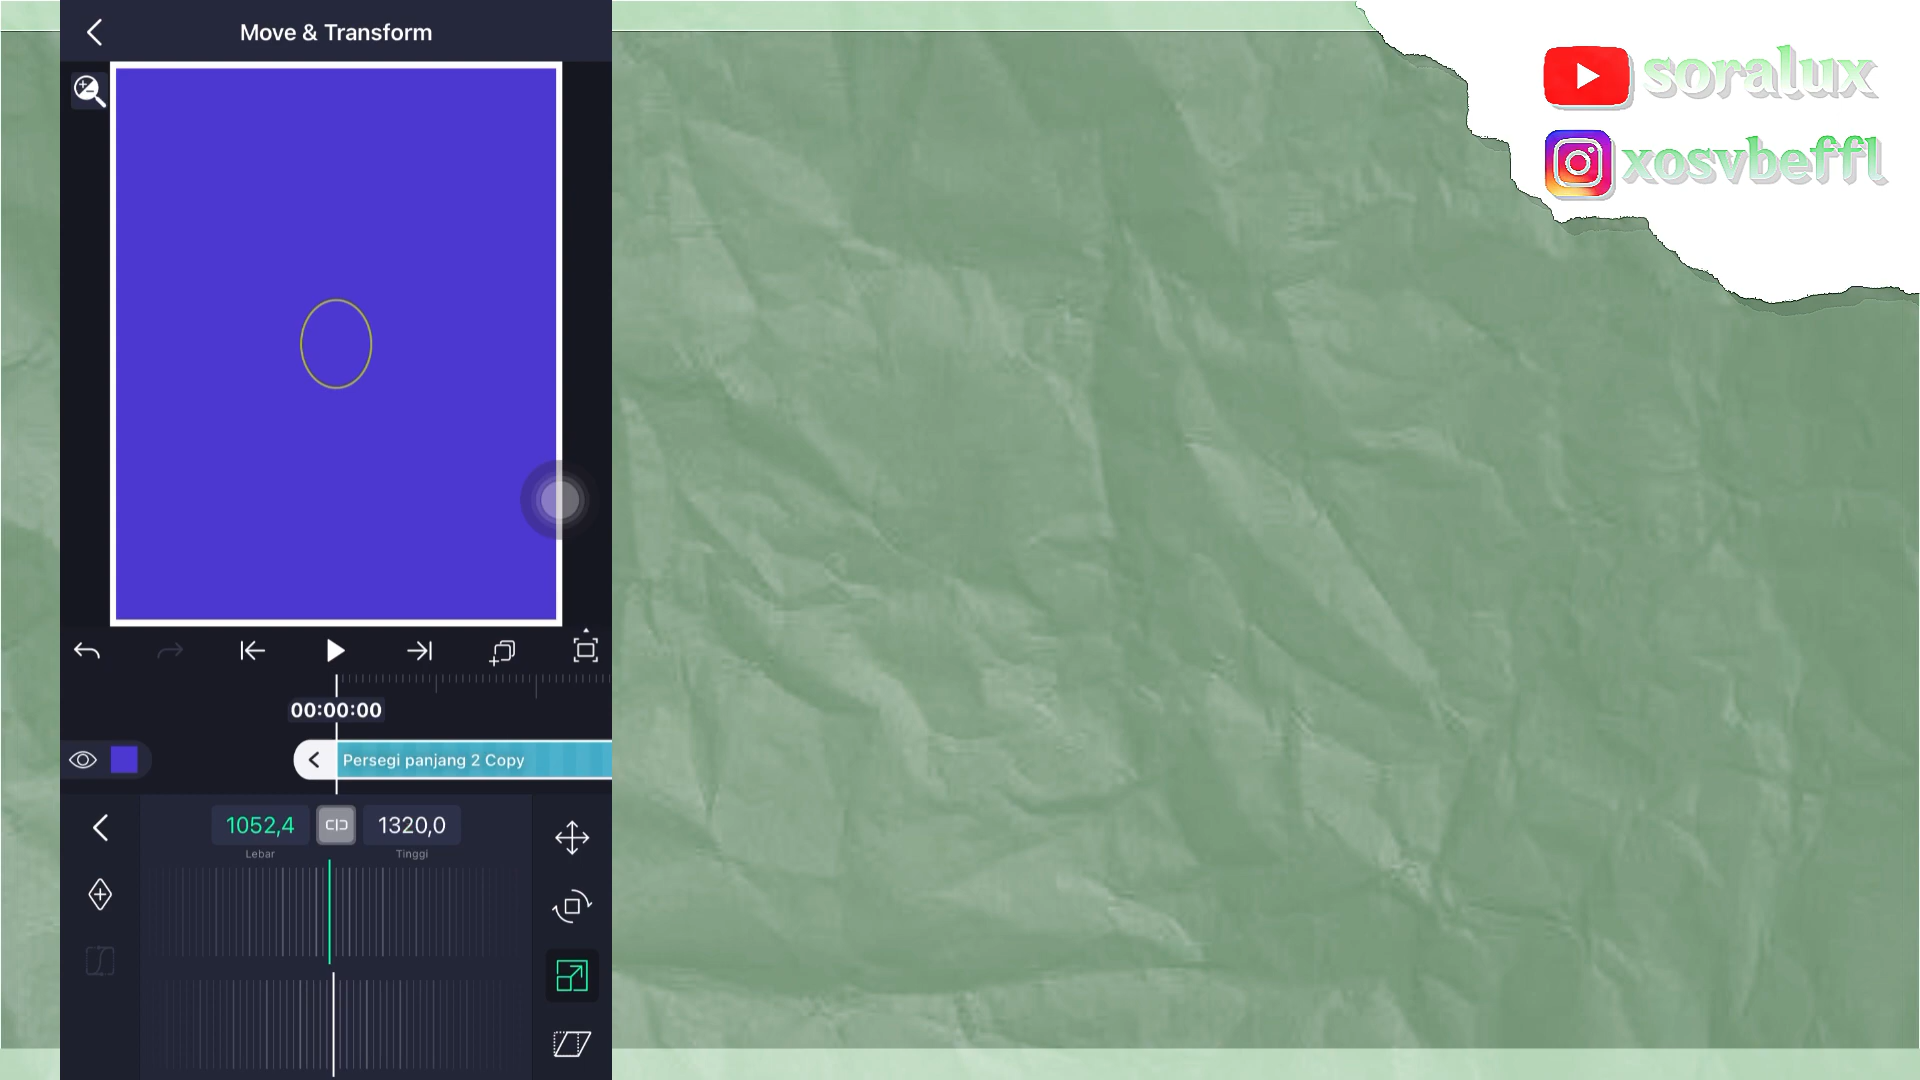 Move & Transform
soralux
xosvbeffl
00:00:00
Persegi panjang 2 Copy
1052,4
1320,0
Lebar
Tinggi